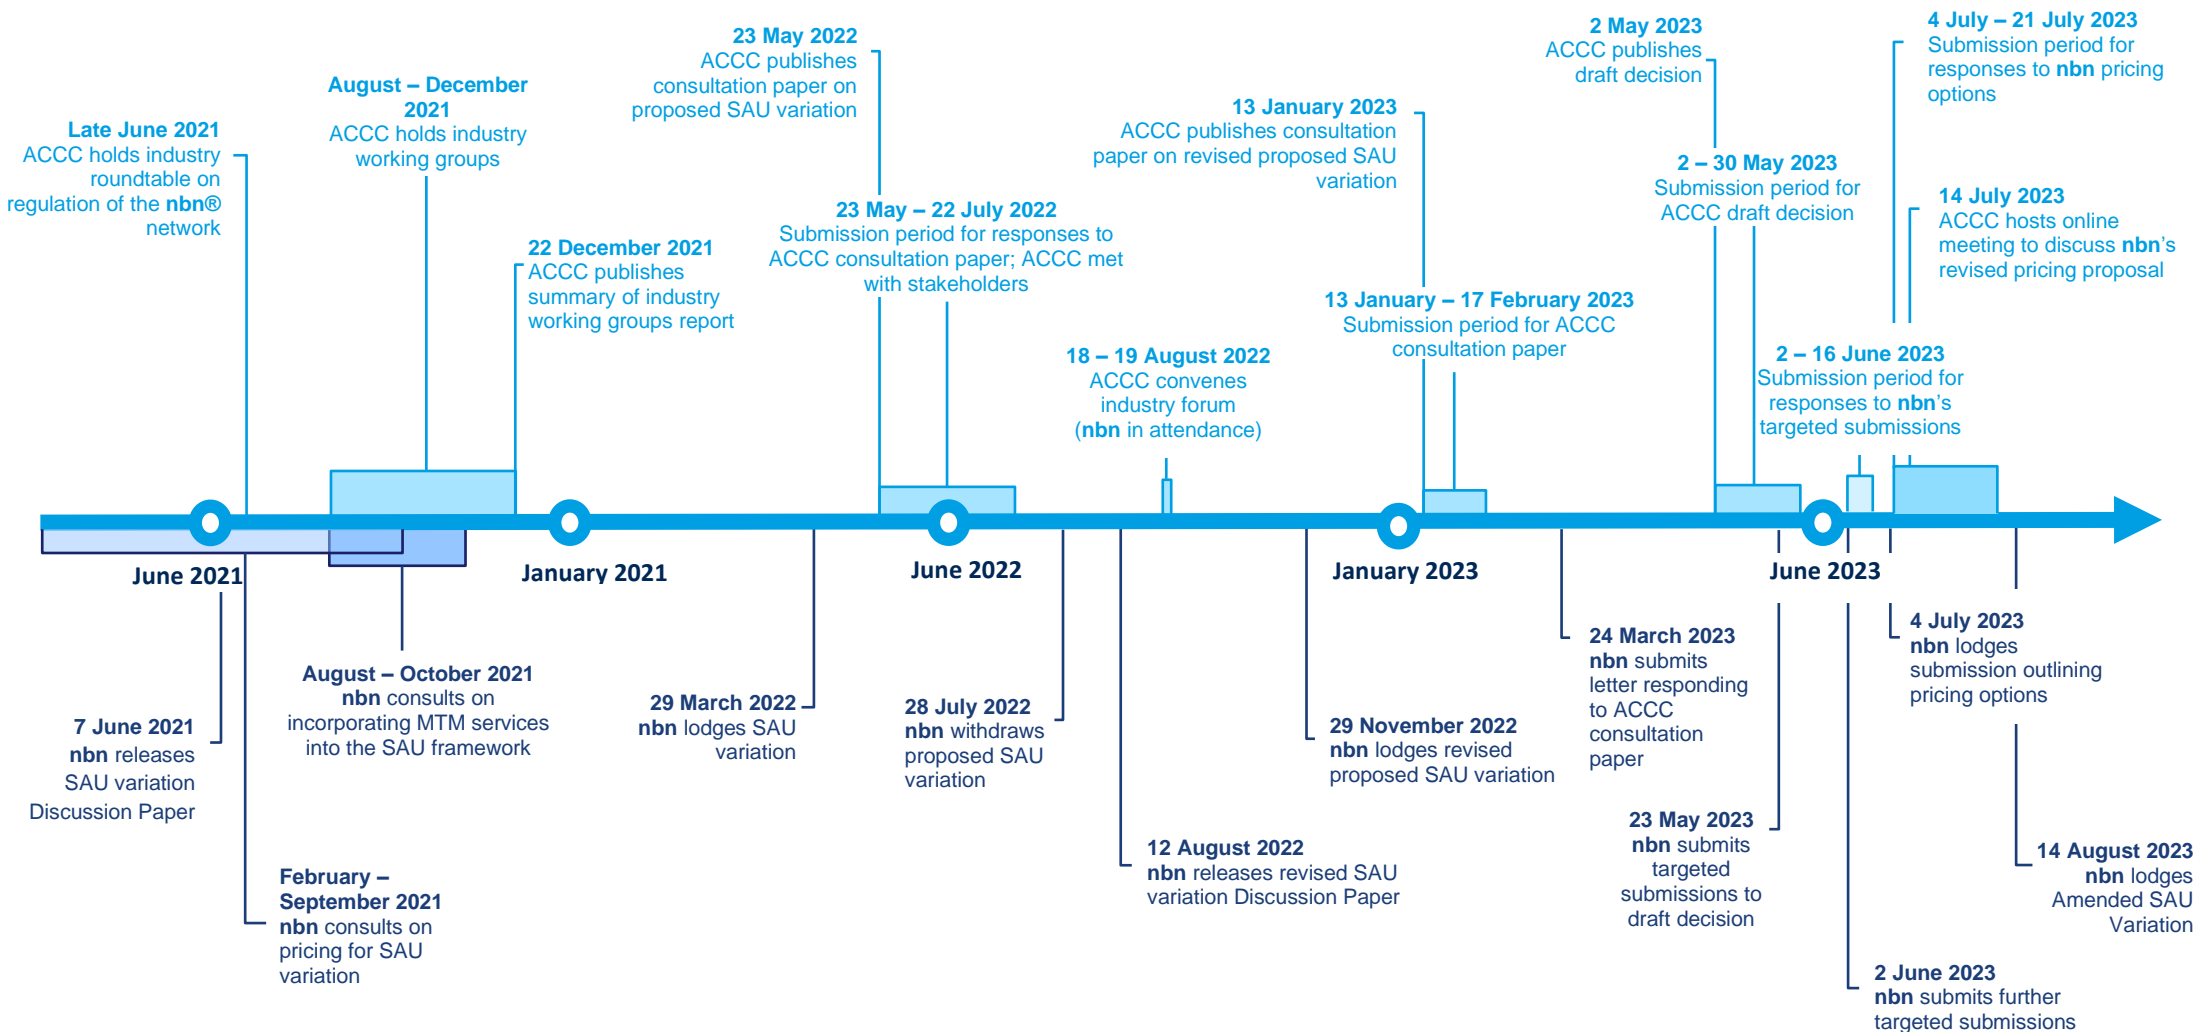 Late June 2021
ACCC holds industry
roundtable on
regulation of the nbn®
network
August – December
2021
ACCC holds industry
working groups
22 December 2021
ACCC publishes
summary of industry
working groups report
23 May 2022
ACCC publishes
consultation paper on
proposed SAU variation
23 May – 22 July 2022
Submission period for responses to
ACCC consultation paper; ACCC met
with stakeholders
18 – 19 August 2022
ACCC convenes
industry forum
(nbn in attendance)
13 January 2023
ACCC publishes consultation
paper on revised proposed SAU
variation
13 January – 17 February 2023
Submission period for ACCC
consultation paper
2 May 2023
ACCC publishes
draft decision
2 – 30 May 2023
Submission period for
ACCC draft decision
2 – 16 June 2023
Submission period for
responses to nbn's
targeted submissions
4 July – 21 July 2023
Submission period for
responses to nbn pricing
options
14 July 2023
ACCC hosts online
meeting to discuss nbn's
revised pricing proposal
June 2021
January 2021
June 2022
January 2023
June 2023
7 June 2021
nbn releases
SAU variation
Discussion Paper
February –
September 2021
nbn consults on
pricing for SAU
variation
August – October 2021
nbn consults on
incorporating MTM services
into the SAU framework
29 March 2022
nbn lodges SAU
variation
28 July 2022
nbn withdraws
proposed SAU
variation
12 August 2022
nbn releases revised SAU
variation Discussion Paper
29 November 2022
nbn lodges revised
proposed SAU variation
24 March 2023
nbn submits
letter responding
to ACCC
consultation
paper
23 May 2023
nbn submits
targeted
submissions to
draft decision
2 June 2023
nbn submits further
targeted submissions
4 July 2023
nbn lodges
submission outlining
pricing options
14 August 2023
nbn lodges
Amended SAU
Variation